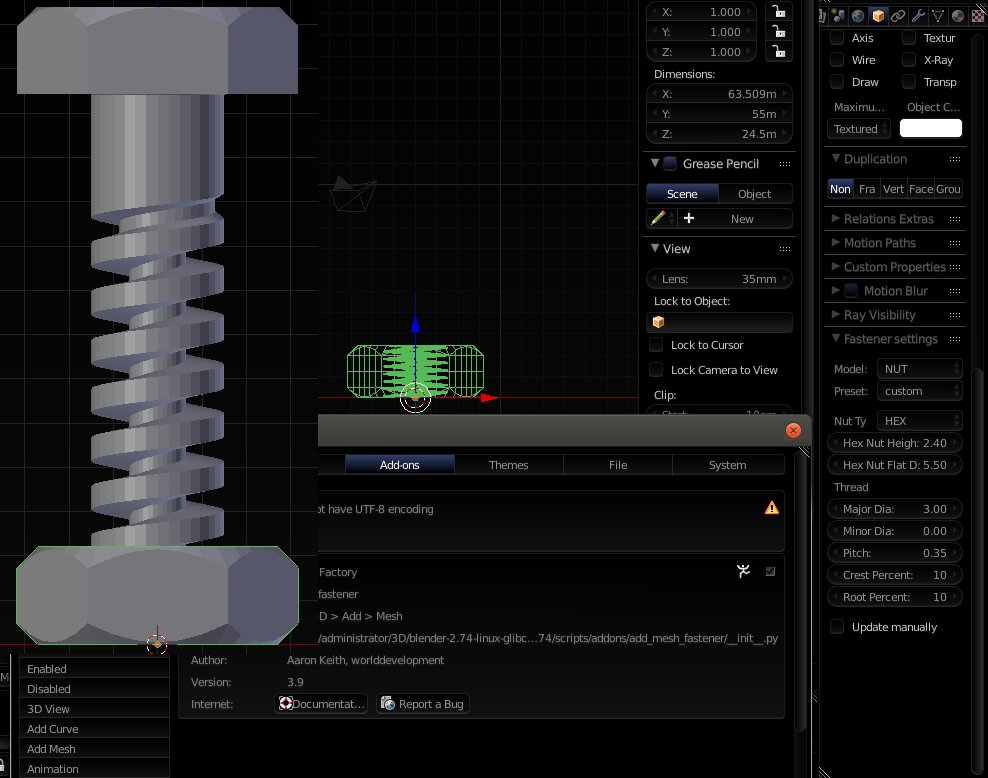 X: 1.000
Y: 1.000
Z: 1.000
Dimensions:
X: 63.509m
Y: 55m
Z: 24.5m
Grease Pencil
Scene Object
New
View
Lens: 35mm
Lock to Object:
Lock to Cursor
Lock Camera to View
Clip:
Axis Textur
Wire X-Ray
Draw Transp
Maximu... Object C...
Textured
Duplication
Non Fra Vert Face Grou
Relations Extras
Motion Paths
Custom Properties
Motion Blur
Ray Visibility
Fastener settings
Model: NUT
Preset: custom
Nut Ty HEX
Hex Nut Heigh: 2.40
Hex Nut Flat D: 5.50
Thread
Major Dia: 3.00
Minor Dia: 0.00
Pitch: 0.35
Crest Percent: 10
Root Percent: 10
Update manually
Add-ons Themes File System
ot have UTF-8 encoding
Factory
fastener
D > Add > Mesh
/administrator/3D/blender-2.74-linux-glibc...74/scripts/addons/add_mesh_fastener/__init__.py
Author: Aaron Keith, worldevelopment
Version: 3.9
Internet: Documentat... Report a Bug
Enabled
Disabled
3D View
Add Curve
Add Mesh
Animation